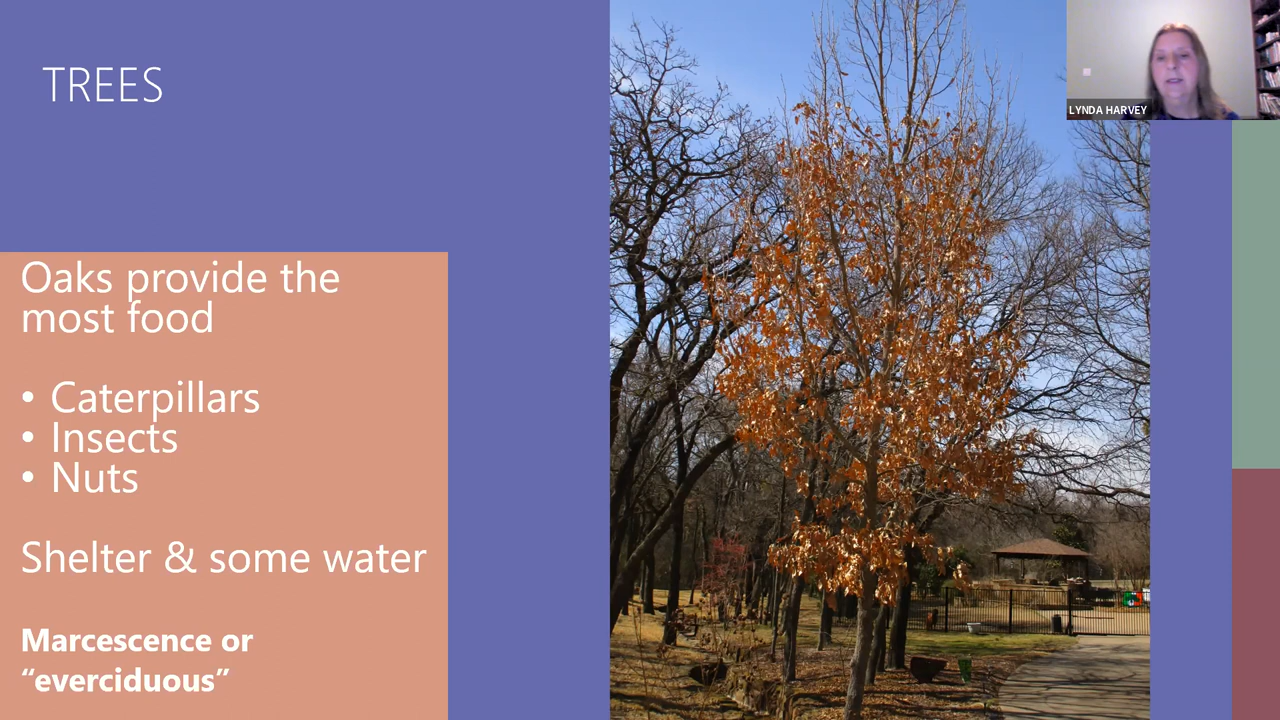 TREES
LYNDA HARVEY
Oaks provide the
most food
• Caterpillars
• Insects
• Nuts
Shelter & some water
Marcescence or
“everciduous”